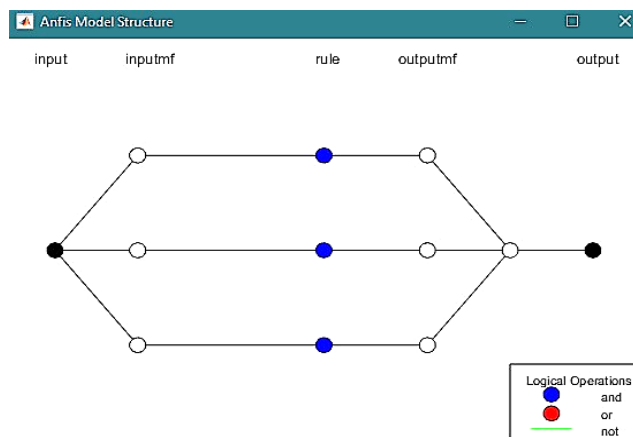 Anfis Model Structure
input inputmf rule outputmf output
Logical Operations
and
or
not